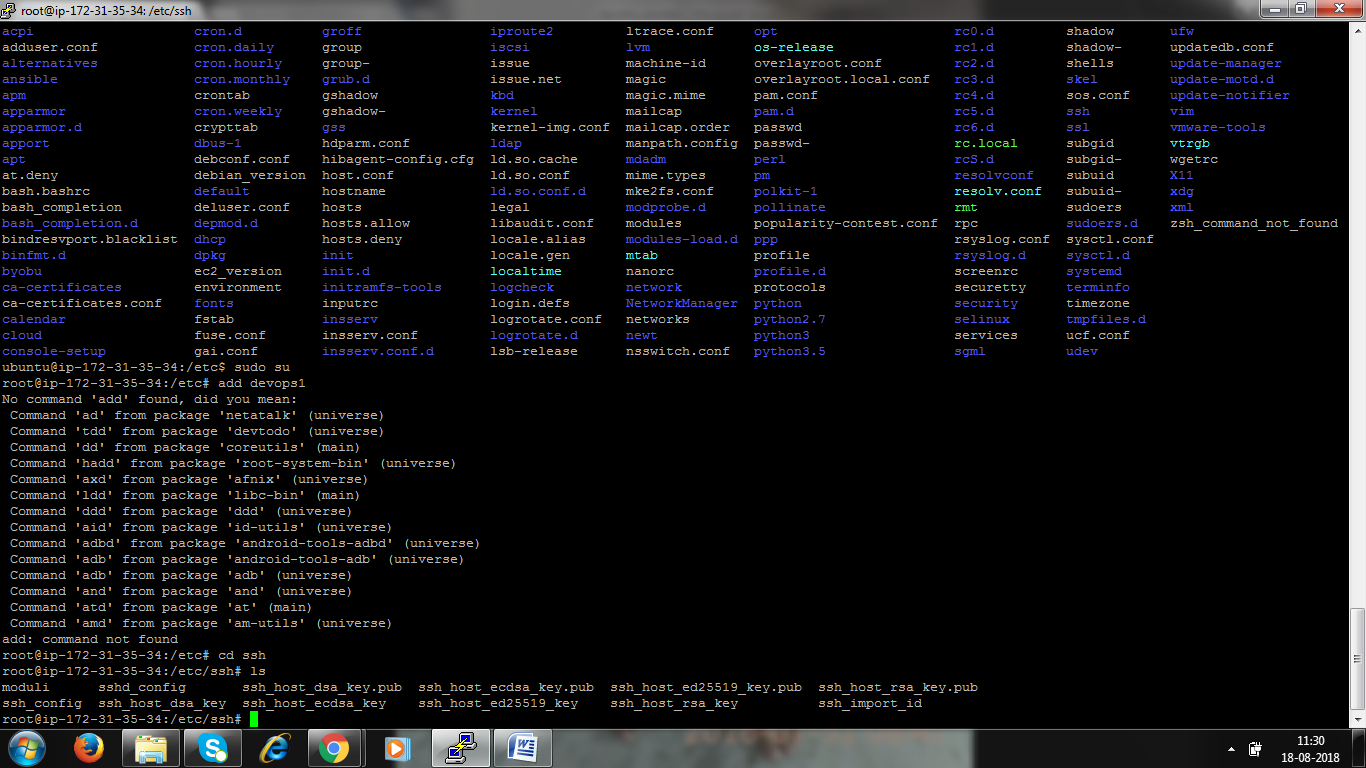 root@ip-172-31-35-34: /etc/ssh
acpi cron.d groff iproute2 ltrace.conf opt rc0.d shadow ufw
adduser.conf cron.daily group iscsi lvm os-release rc1.d shadow- updatedb.conf
alternatives cron.hourly group- issue machine-id overlayroot.conf rc2.d shells update-manager
ansible cron.monthly grub.d issue.net magic overlayroot.local.conf rc3.d skel update-motd.d
apm crontab gshadow kbd magic.mime pam.conf rc4.d sos.conf update-notifier
apparmor cron.weekly gshadow- kernel mailcap pam.d rc5.d ssh vim
apparmor.d crypttab gss kernel-img.conf mailcap.order passwd rc6.d ssl vmware-tools
apport dbus-1 hdparm.conf ldap manpath.config passwd- rc.local subgid vtrgb
apt debconf.conf hibagent-config.cfg ld.so.cache mdadm perl rcS.d subgid- wgetrc
at.deny debian_version host.conf ld.so.conf mime.types pm resolvconf subuid X11
bash.bashrc default hostname ld.so.conf.d mke2fs.conf polkit-1 resolv.conf subuid- xdg
bash_completion deluser.conf hosts legal modprobe.d pollinate rmt sudoers xml
bash_completion.d depmod.d hosts.allow libaudit.conf modules popularity-contest.conf rpc sudoers.d zsh_command_not_found
bindresvport.blacklist dhcp hosts.deny locale.alias modules-load.d ppp rsyslog.conf sysctl.conf
binfmt.d dpkg init locale.gen mtab profile rsyslog.d sysctl.d
byobu ec2_version init.d localtime nanorc profile.d screenrc systemd
ca-certificates environment initramfs-tools logcheck network protocols securetty terminfo
ca-certificates.conf fonts inputrc login.defs NetworkManager python security timezone
calendar fstab insserv logrotate.conf networks python2.7 selinux tmpfiles.d
cloud fuse.conf insserv.conf logrotate.d newt python3 services ucf.conf
console-setup gai.conf insserv.conf.d lsb-release nsswitch.conf python3.5 sgml udev
ubuntu@ip-172-31-35-34:/etc$ sudo su
root@ip-172-31-35-34:/etc# add devops1
No command 'add' found, did you mean:
 Command 'ad' from package 'netatalk' (universe)
 Command 'tdd' from package 'devtodo' (universe)
 Command 'dd' from package 'coreutils' (main)
 Command 'hadd' from package 'root-system-bin' (universe)
 Command 'axd' from package 'afnix' (universe)
 Command 'ldd' from package 'libc-bin' (main)
 Command 'ddd' from package 'ddd' (universe)
 Command 'aid' from package 'id-utils' (universe)
 Command 'adbd' from package 'android-tools-adbd' (universe)
 Command 'adb' from package 'android-tools-adb' (universe)
 Command 'adb' from package 'adb' (universe)
 Command 'and' from package 'and' (universe)
 Command 'atd' from package 'at' (main)
 Command 'amd' from package 'am-utils' (universe)
add: command not found
root@ip-172-31-35-34:/etc# cd ssh
root@ip-172-31-35-34:/etc/ssh# ls
moduli sshd_config ssh_host_dsa_key.pub ssh_host_ecdsa_key.pub ssh_host_ed25519_key.pub ssh_host_rsa_key.pub
ssh_config ssh_host_dsa_key ssh_host_ecdsa_key ssh_host_ed25519_key ssh_host_rsa_key ssh_import_id
root@ip-172-31-35-34:/etc/ssh#
11:30
18-08-2018